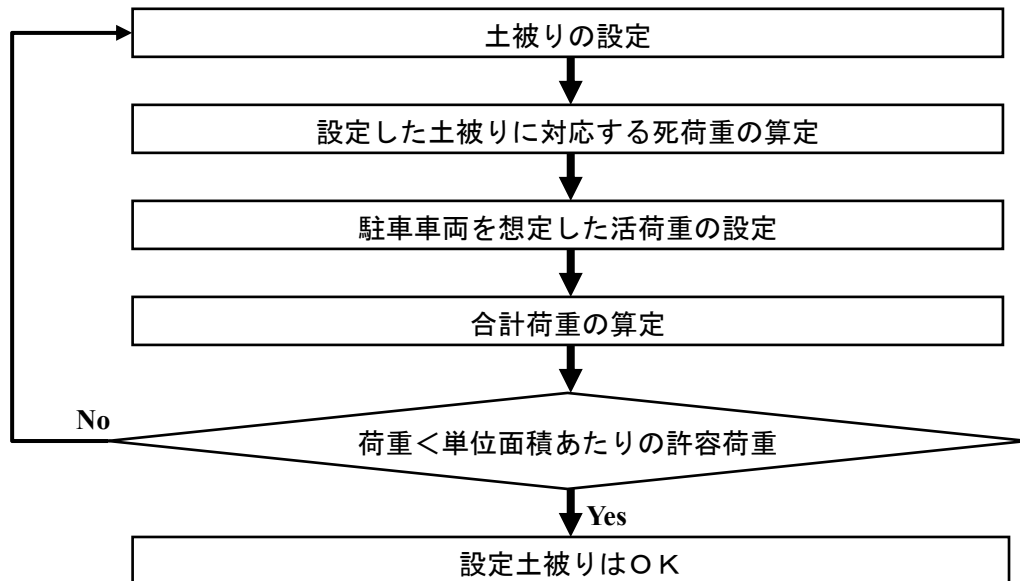 土被りの設定
設定した土被りに対応する死荷重の算定
駐車車両を想定した活荷重の設定
合計荷重の算定
No
荷重＜単位面積あたりの許容荷重
Yes
設定土被りはＯＫ